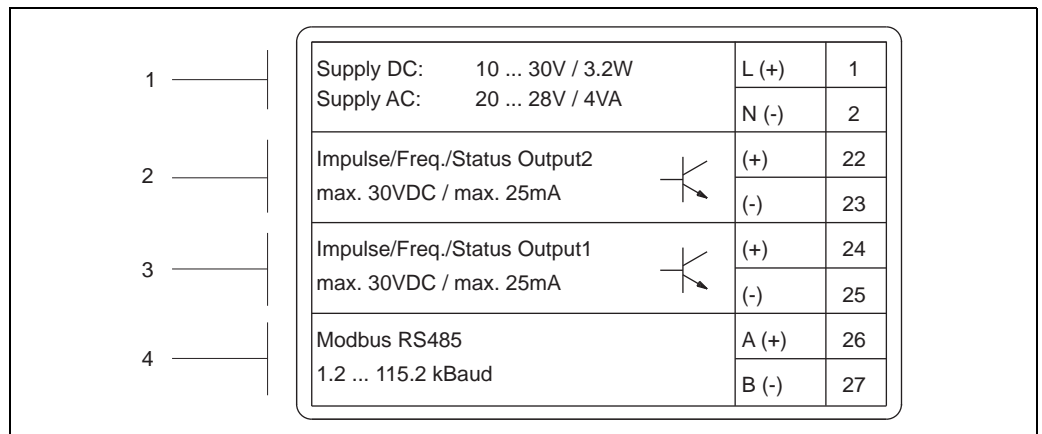 1
Supply DC: 10 ... 30V / 3.2W
Supply AC: 20 ... 28V / 4VA
L (+) 1
N (-) 2
2
Impulse/Freq./Status Output2
max. 30VDC / max. 25mA
(+) 22
(-) 23
3
Impulse/Freq./Status Output1
max. 30VDC / max. 25mA
(+) 24
(-) 25
4
Modbus RS485
1.2 ... 115.2 kBaud
A (+) 26
B (-) 27